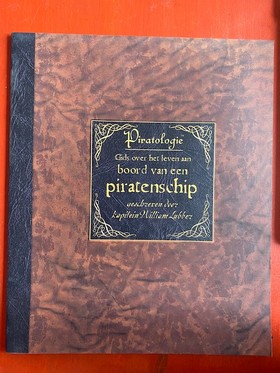 Piratologie
Gids over het leven aan
boord van een
piratenschip
geschreven door
kapitein William Lubber